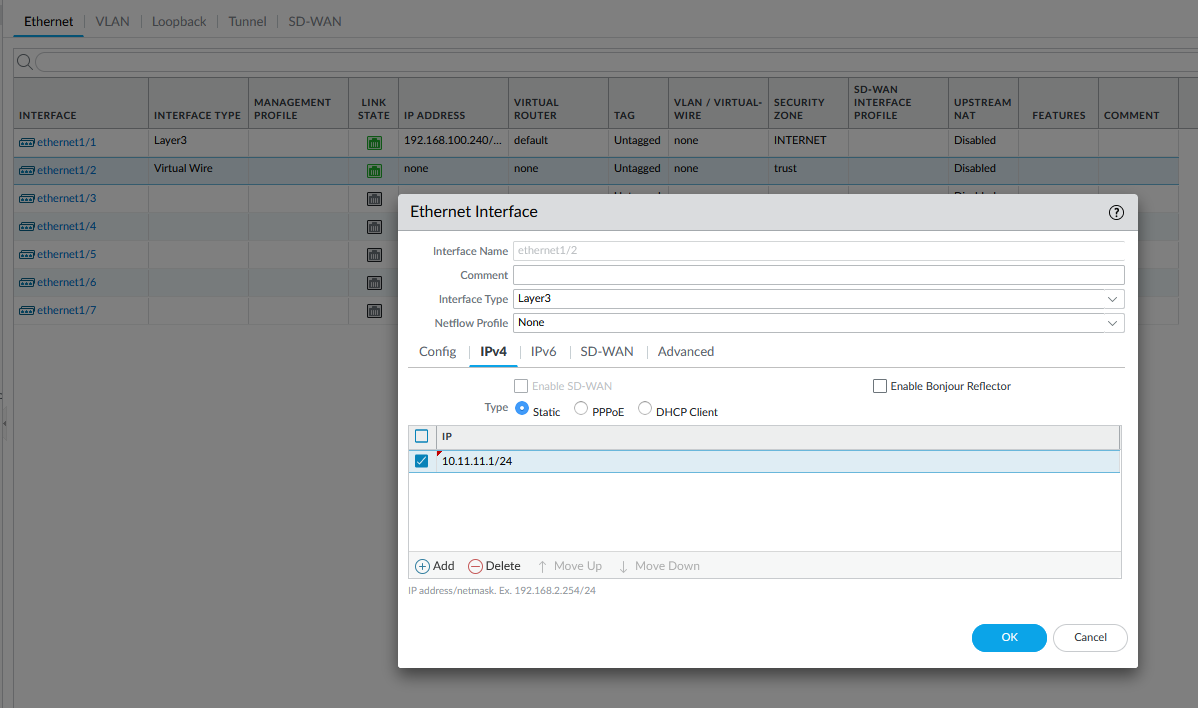 Ethernet VLAN Loopback Tunnel SD-WAN
INTERFACE INTERFACE TYPE MANAGEMENT PROFILE LINK STATE IP ADDRESS VIRTUAL ROUTER TAG VLAN / VIRTUAL-WIRE SECURITY ZONE SD-WAN INTERFACE PROFILE UPSTREAM NAT FEATURES COMMENT
ethernet1/1 Layer3 192.168.100.240/... default Untagged none INTERNET Disabled
ethernet1/2 Virtual Wire none none Untagged none trust Disabled
ethernet1/3
ethernet1/4
ethernet1/5
ethernet1/6
ethernet1/7
Ethernet Interface ?
Interface Name ethernet1/2
Comment
Interface Type Layer3
Netflow Profile None
Config IPv4 IPv6 SD-WAN Advanced
Enable SD-WAN Enable Bonjour Reflector
Type Static PPPoE DHCP Client
IP
10.11.11.1/24
Add Delete Move Up Move Down
IP address/netmask. Ex. 192.168.2.254/24
OK Cancel